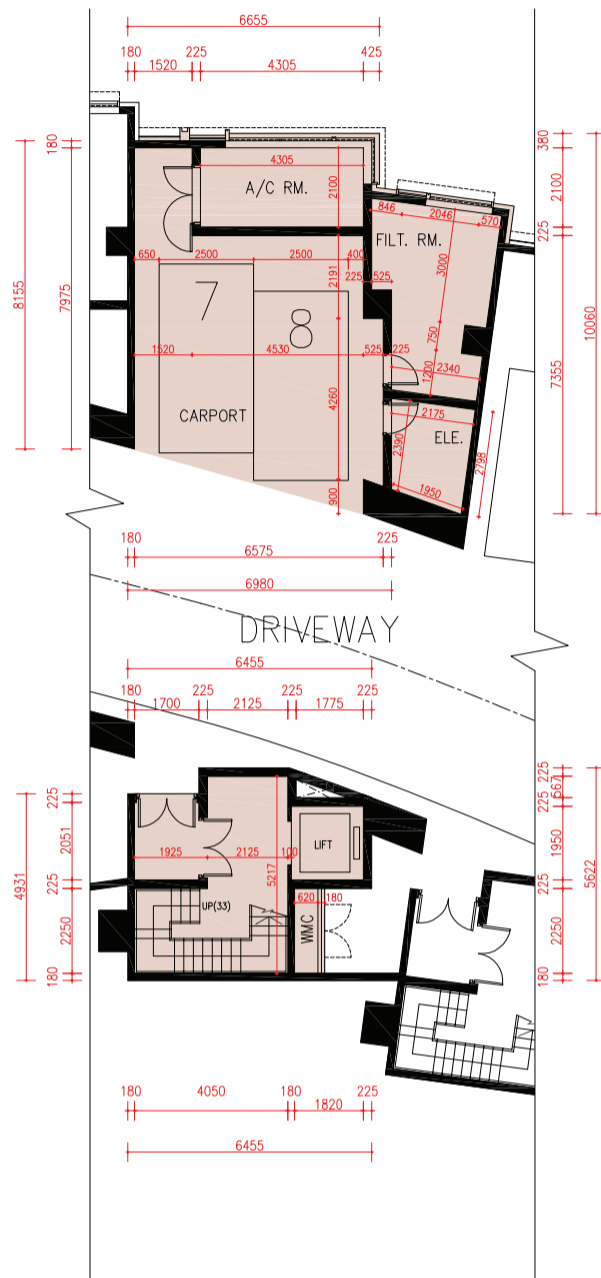 6655
180 225 425
1520 4305
180
8155
7975
380
2100
225
10060
7355
4305
A/C RM.
2100
846 2046 570
FILT. RM.
3000
650 2500 2500 400
2191
225 525
7
8
750
1520 4530 525 225
1200 2340
4260
CARPORT
2175
ELE.
2390
2798
1950
900
180 225
6575
6980
DRIVEWAY
6455
180 225 225 225
1700 2125 1775
225
2051
225
2250
180
4931
225
567
225
1950
225
2250
180
5622
1925 2125 100
LIFT
5217
UP(33)
620 180
WMC
180 4050 180 225
1820
6455